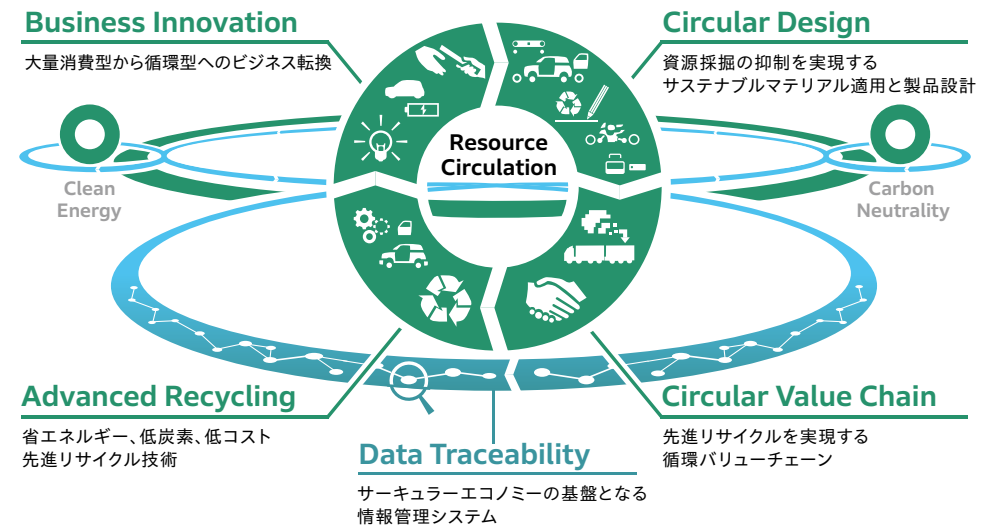 Business Innovation
大量消費型から循環型へのビジネス転換
Circular Design
資源採掘の抑制を実現する
サステナブルマテリアル適用と製品設計
Resource
Circulation
Clean
Energy
Carbon
Neutrality
Advanced Recycling
省エネルギー、低炭素、低コスト
先進リサイクル技術
Data Traceability
サーキュラーエコノミーの基盤となる
情報管理システム
Circular Value Chain
先進リサイクルを実現する
循環バリューチェーン